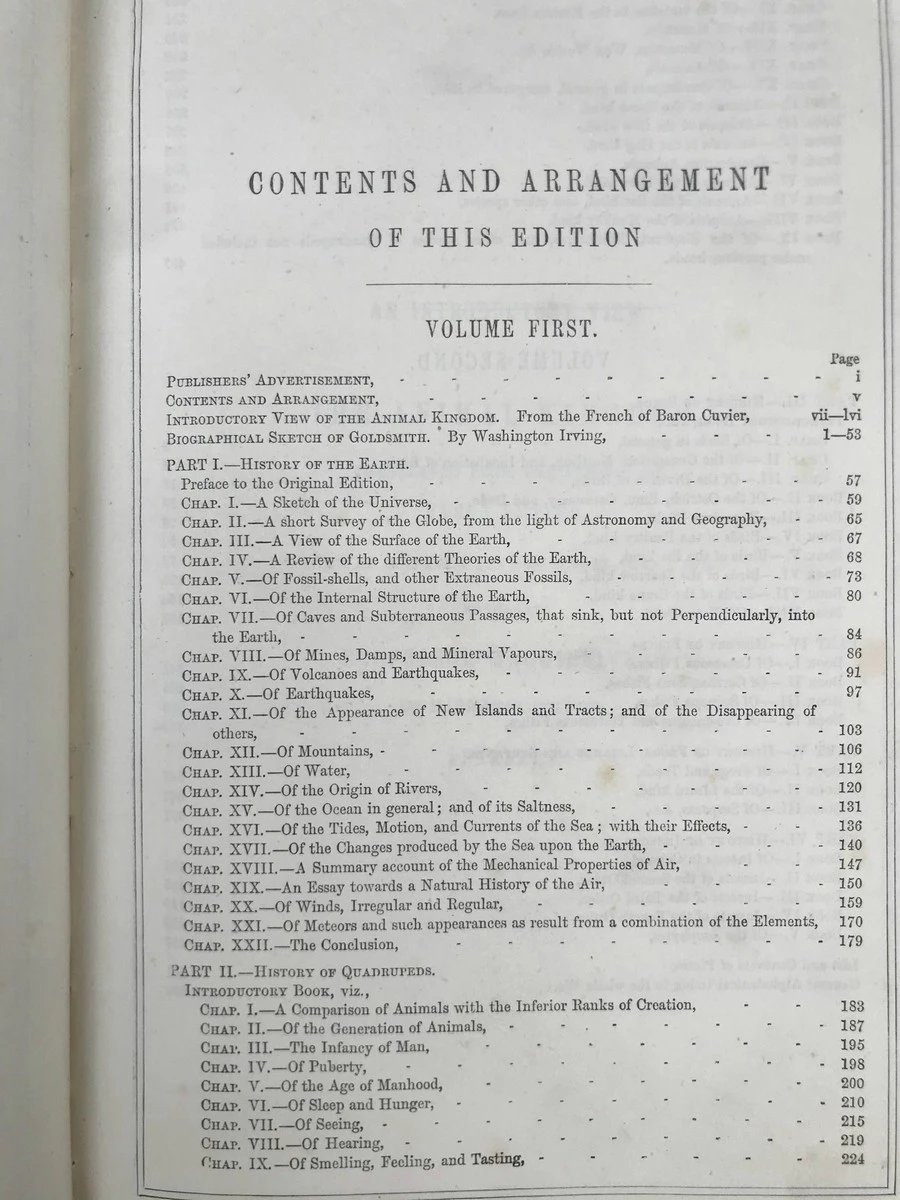 CONTENTS AND ARRANGEMENT
OF THIS EDITION
VOLUME FIRST.
Page
PUBLISHERS' ADVERTISEMENT, - - - - - - - - - i
CONTENTS AND ARRANGEMENT, - - - - - - - - v
INTRODUCTORY VIEW OF THE ANIMAL KINGDOM. From the French of Baron Cuvier, vii—lvi
BIOGRAPHICAL SKETCH OF GOLDSMITH. By Washington Irving, - - - 1—53
PART I.—HISTORY OF THE EARTH.
Preface to the Original Edition, - - - - - - - - 57
CHAP. I.—A Sketch of the Universe, - - - - - - - - 59
CHAP. II.—A short Survey of the Globe, from the light of Astronomy and Geography, - 65
CHAP. III.—A View of the Surface of the Earth, - - - - - - 67
CHAP. IV.—A Review of the different Theories of the Earth, - - - - 68
CHAP. V.—Of Fossil-shells, and other Extraneous Fossils, - - - - - 73
CHAP. VI.—Of the Internal Structure of the Earth, - - - - - 80
CHAP. VII.—Of Caves and Subterraneous Passages, that sink, but not Perpendicularly, into
the Earth, - - - - - - - - - - - 84
CHAP. VIII.—Of Mines, Damps, and Mineral Vapours, - - - - - 86
CHAP. IX.—Of Volcanoes and Earthquakes, - - - - - - - 91
CHAP. X.—Of Earthquakes, - - - - - - - - 97
CHAP. XI.—Of the Appearance of New Islands and Tracts; and of the Disappearing of
others, - - - - - - - - - - - 103
CHAP. XII.—Of Mountains, - - - - - - - - - 106
CHAP. XIII.—Of Water, - - - - - - - - - 112
CHAP. XIV.—Of the Origin of Rivers, - - - - - - - 120
CHAP. XV.—Of the Ocean in general; and of its Saltness, - - - - - 131
CHAP. XVI.—Of the Tides, Motion, and Currents of the Sea; with their Effects, - - 136
CHAP. XVII.—Of the Changes produced by the Sea upon the Earth, - - - - 140
CHAP. XVIII.—A Summary account of the Mechanical Properties of Air, - - - 147
CHAP. XIX.—An Essay towards a Natural History of the Air, - - - - 150
CHAP. XX.—Of Winds, Irregular and Regular, - - - - - - 159
CHAP. XXI.—Of Meteors and such appearances as result from a combination of the Elements, 170
CHAP. XXII.—The Conclusion, - - - - - - - - 179
PART II.—HISTORY OF QUADRUPEDS.
INTRODUCTORY BOOK, viz.,
CHAP. I.—A Comparison of Animals with the Inferior Ranks of Creation, - - - 183
CHAP. II.—Of the Generation of Animals, - - - - - - - 187
CHAP. III.—The Infancy of Man, - - - - - - - 195
CHAP. IV.—Of Puberty, - - - - - - - - - 198
CHAP. V.—Of the Age of Manhood, - - - - - - - 200
CHAP. VI.—Of Sleep and Hunger, - - - - - - - - 210
CHAP. VII.—Of Seeing, - - - - - - - - - 215
CHAP. VIII.—Of Hearing, - - - - - - - - - 219
CHAP. IX.—Of Smelling, Feeling, and Tasting, - - - - - - 224